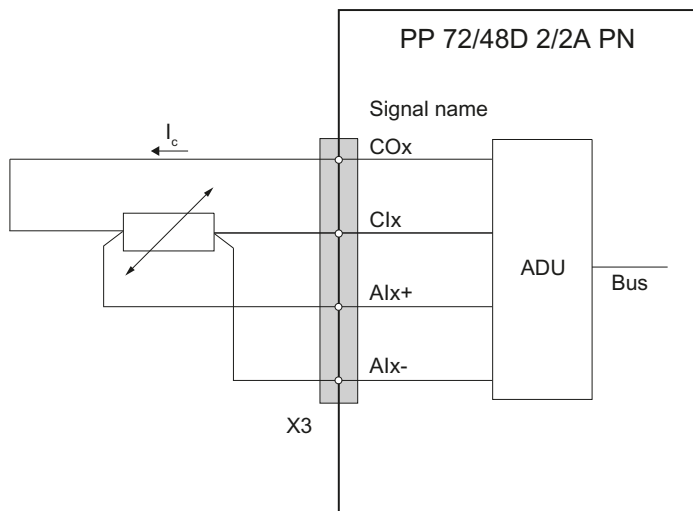 PP 72/48D 2/2A PN
Signal name
Ic
COx
CIx
ADU
Bus
AIx+
AIx-
X3